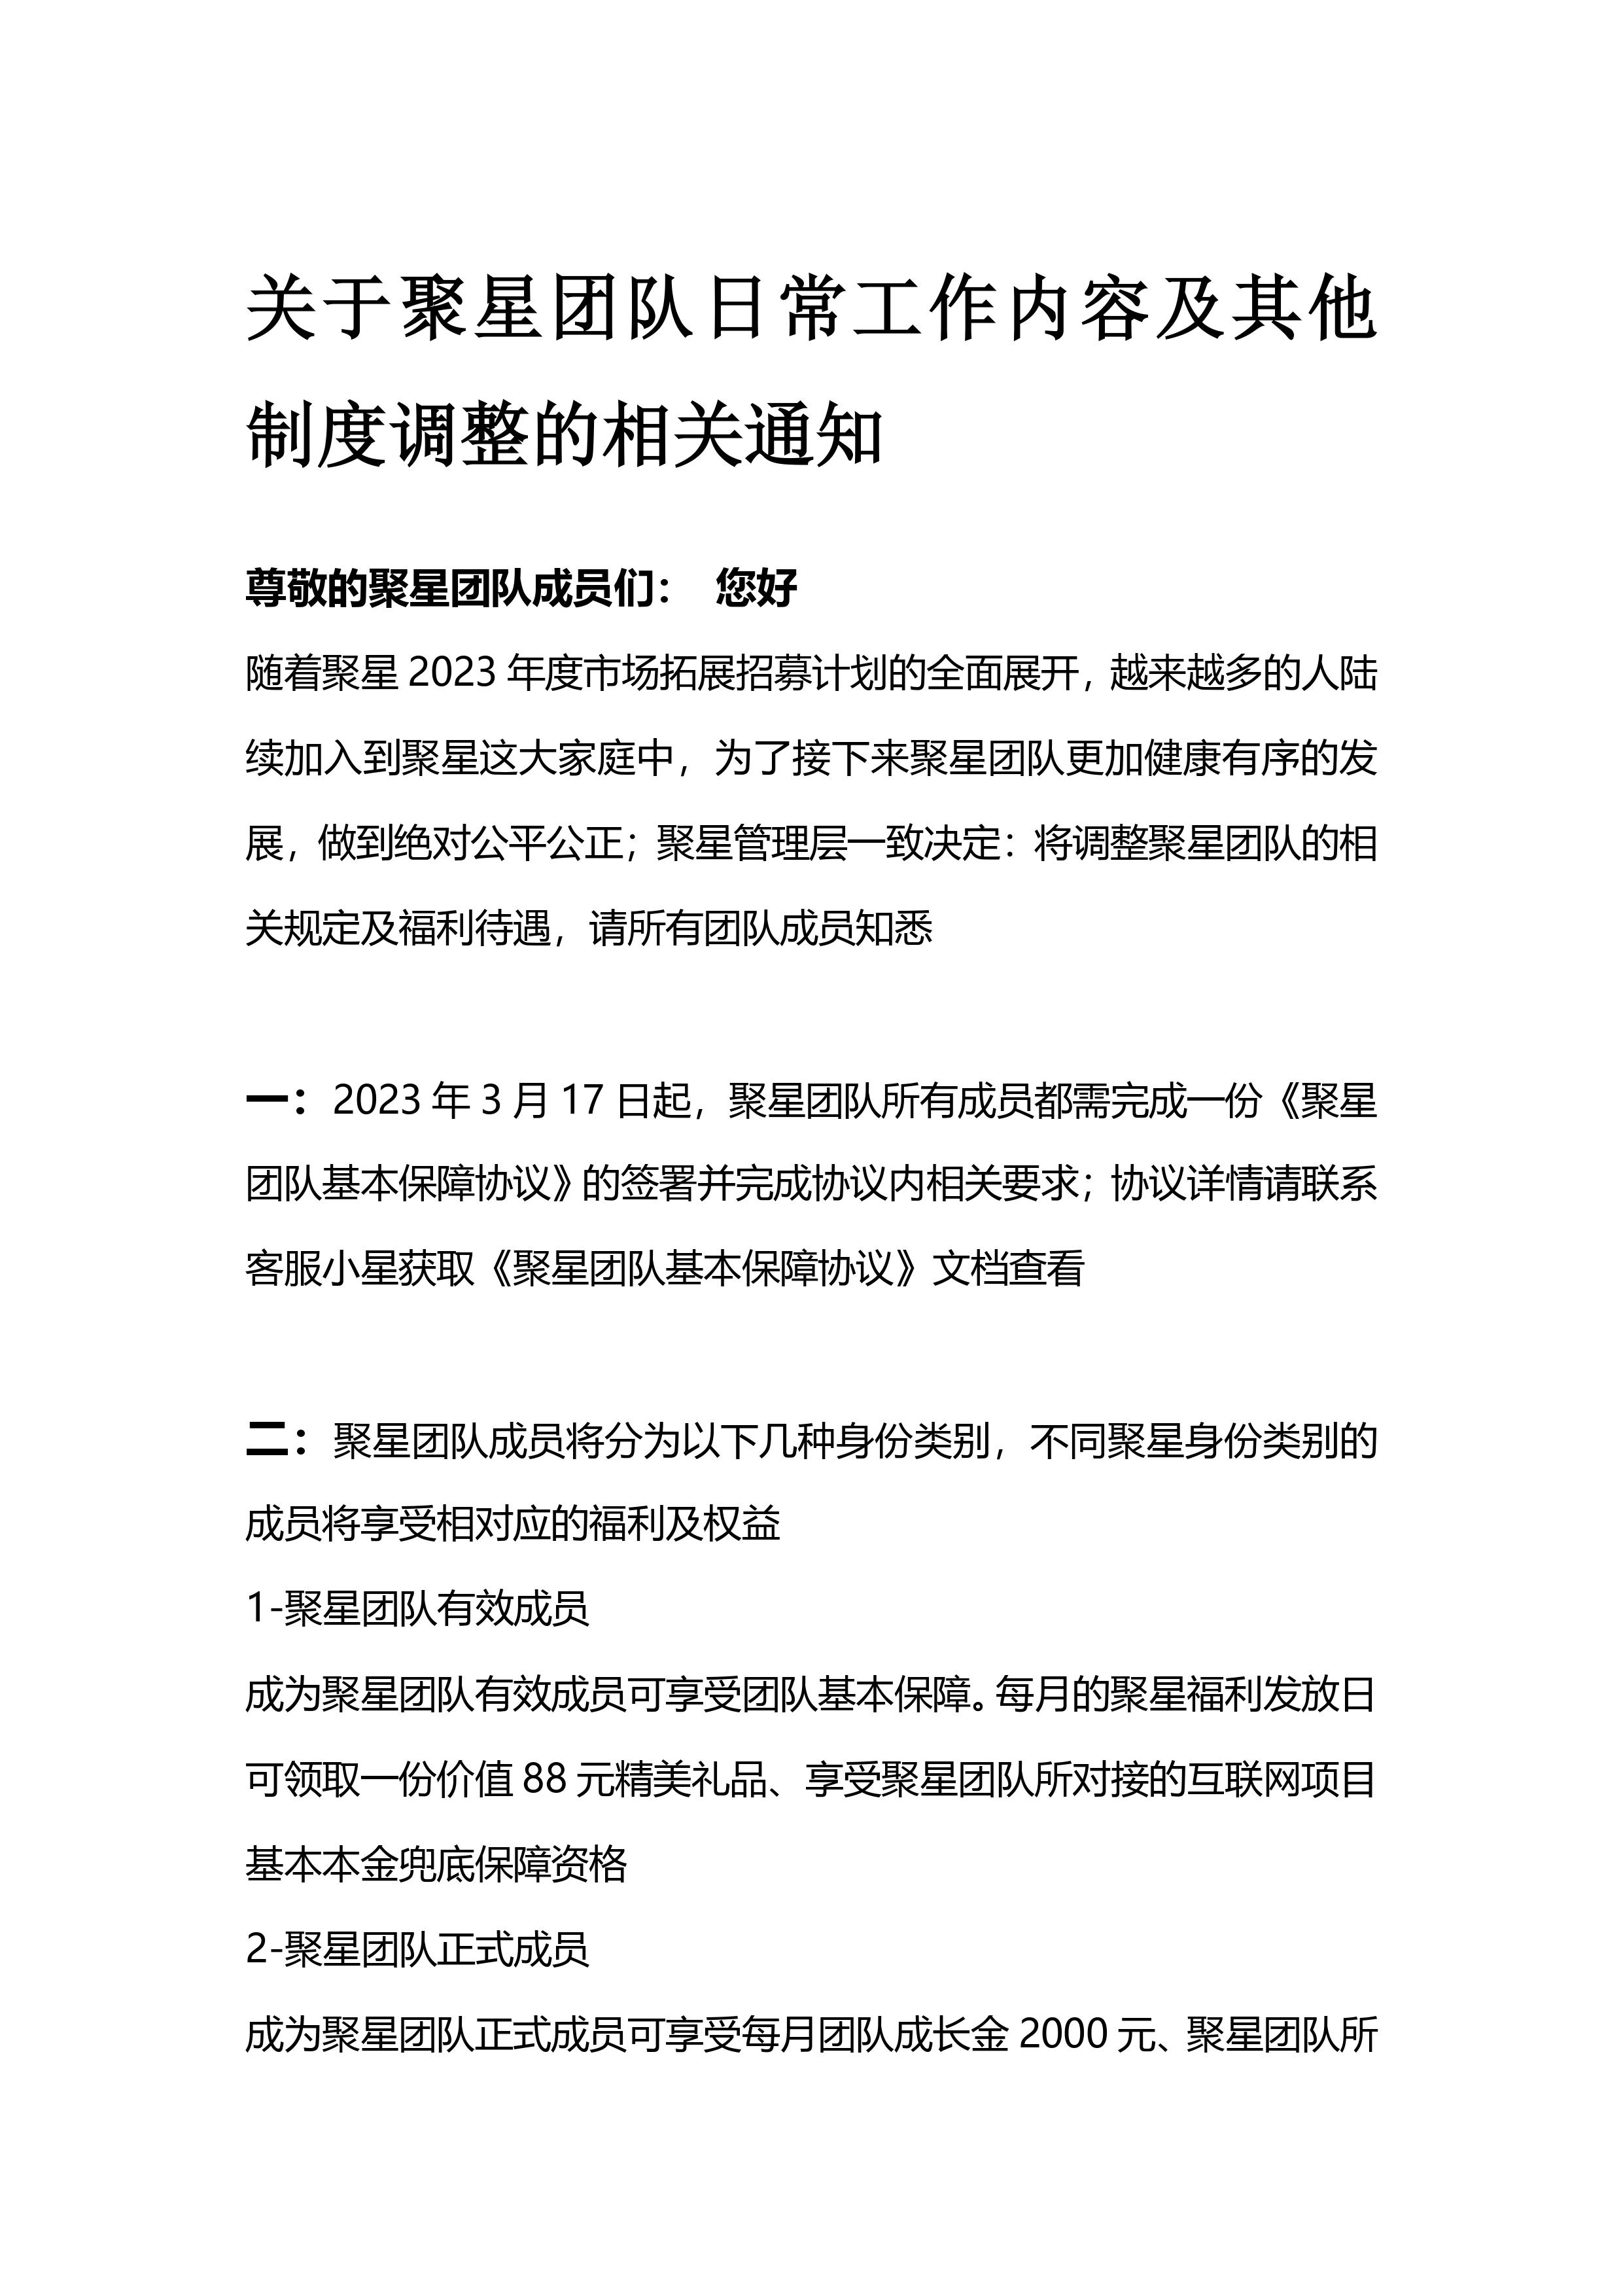 关于聚星团队日常工作内容及其他
制度调整的相关通知
尊敬的聚星团队成员们： 您好
随着聚星 2023 年度市场拓展招募计划的全面展开，越来越多的人陆
续加入到聚星这大家庭中，为了接下来聚星团队更加健康有序的发
展，做到绝对公平公正；聚星管理层一致决定：将调整聚星团队的相
关规定及福利待遇，请所有团队成员知悉
一：2023 年 3 月 17 日起，聚星团队所有成员都需完成一份《聚星
团队基本保障协议》的签署并完成协议内相关要求；协议详情请联系
客服小星获取《聚星团队基本保障协议》文档查看
二：聚星团队成员将分为以下几种身份类别，不同聚星身份类别的
成员将享受相对应的福利及权益
1-聚星团队有效成员
成为聚星团队有效成员可享受团队基本保障。每月的聚星福利发放日
可领取一份价值 88 元精美礼品、享受聚星团队所对接的互联网项目
基本本金兜底保障资格
2-聚星团队正式成员
成为聚星团队正式成员可享受每月团队成长金 2000 元、聚星团队所